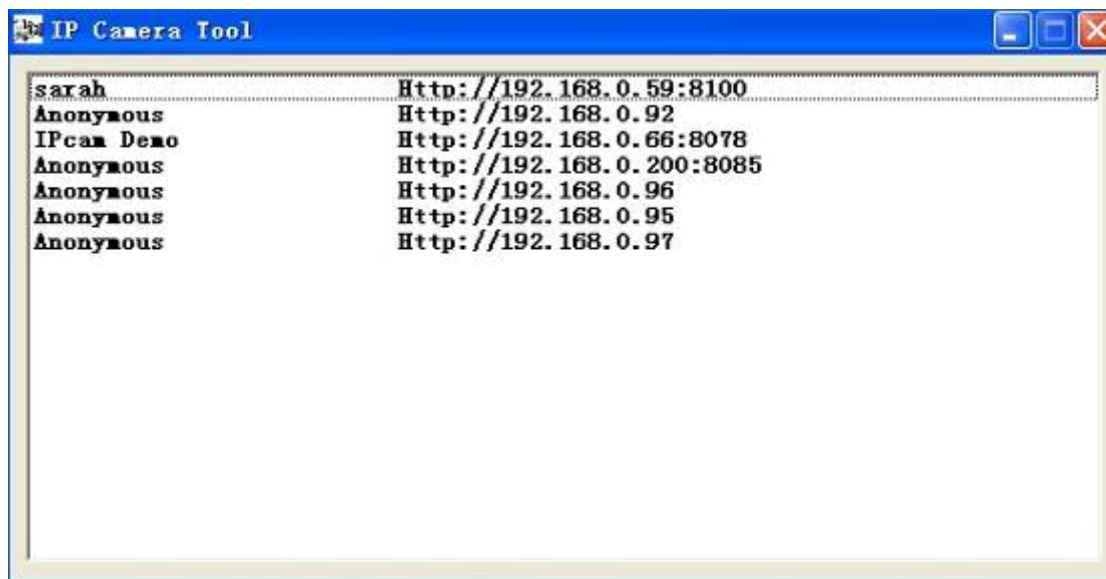 IP Camera Tool
sarah Http://192.168.0.59:8100
Anonymous Http://192.168.0.92
IPcam Demo Http://192.168.0.66:8078
Anonymous Http://192.168.0.200:8085
Anonymous Http://192.168.0.96
Anonymous Http://192.168.0.95
Anonymous Http://192.168.0.97